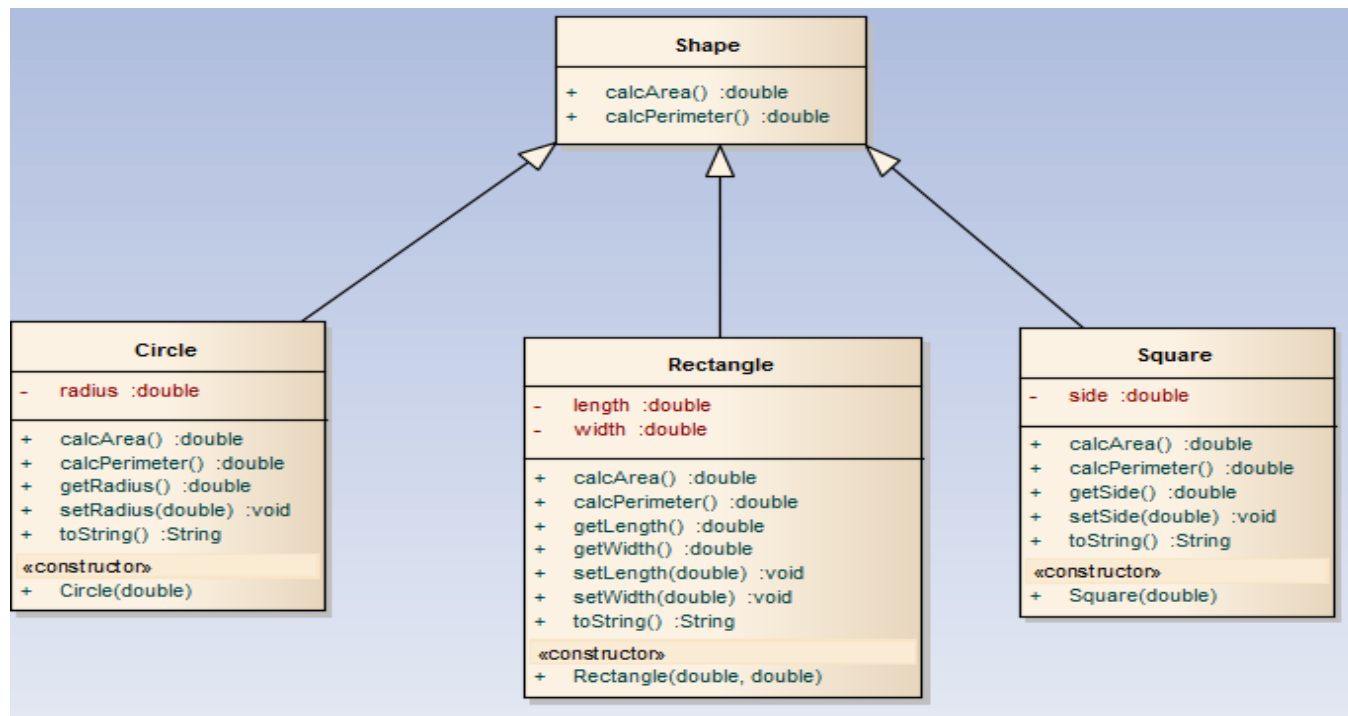 Shape
+ calcArea() :double
+ calcPerimeter() :double
Circle
- radius :double
+ calcArea() :double
+ calcPerimeter() :double
+ getRadius() :double
+ setRadius(double) :void
+ toString() :String
«constructor»
+ Circle(double)
Rectangle
- length :double
- width :double
+ calcArea() :double
+ calcPerimeter() :double
+ getLength() :double
+ getWidth() :double
+ setLength(double) :void
+ setWidth(double) :void
+ toString() :String
«constructor»
+ Rectangle(double, double)
Square
- side :double
+ calcArea() :double
+ calcPerimeter() :double
+ getSide() :double
+ setSide(double) :void
+ toString() :String
«constructor»
+ Square(double)